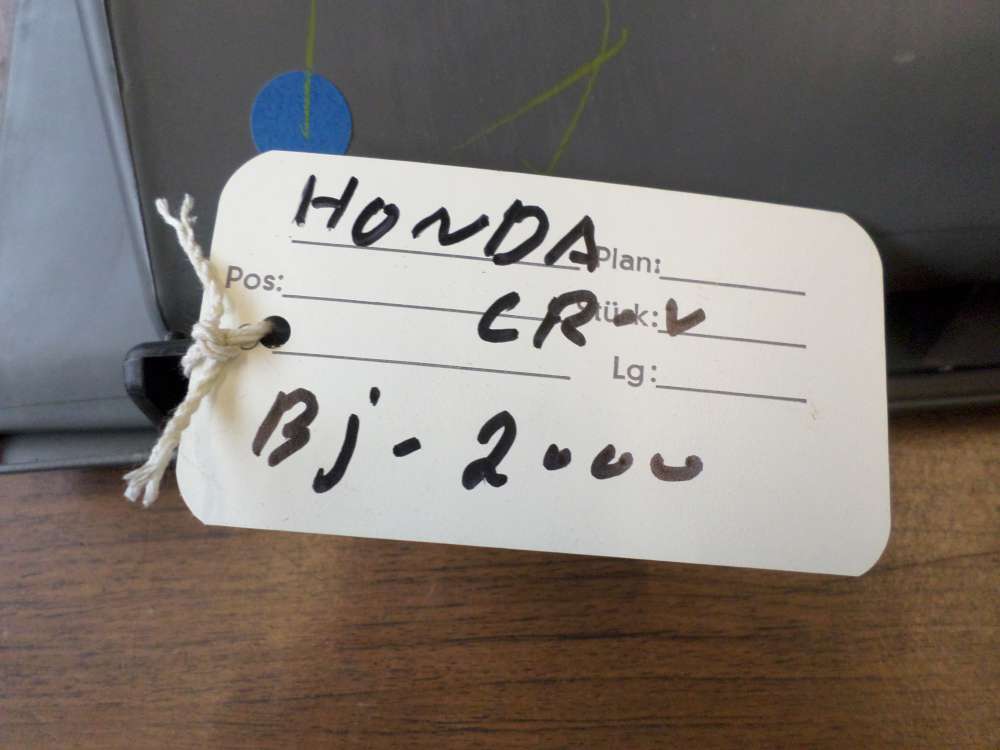 HONDA
Plan:
Pos:
CR-V
Stück:
Lg:
Bj - 2000